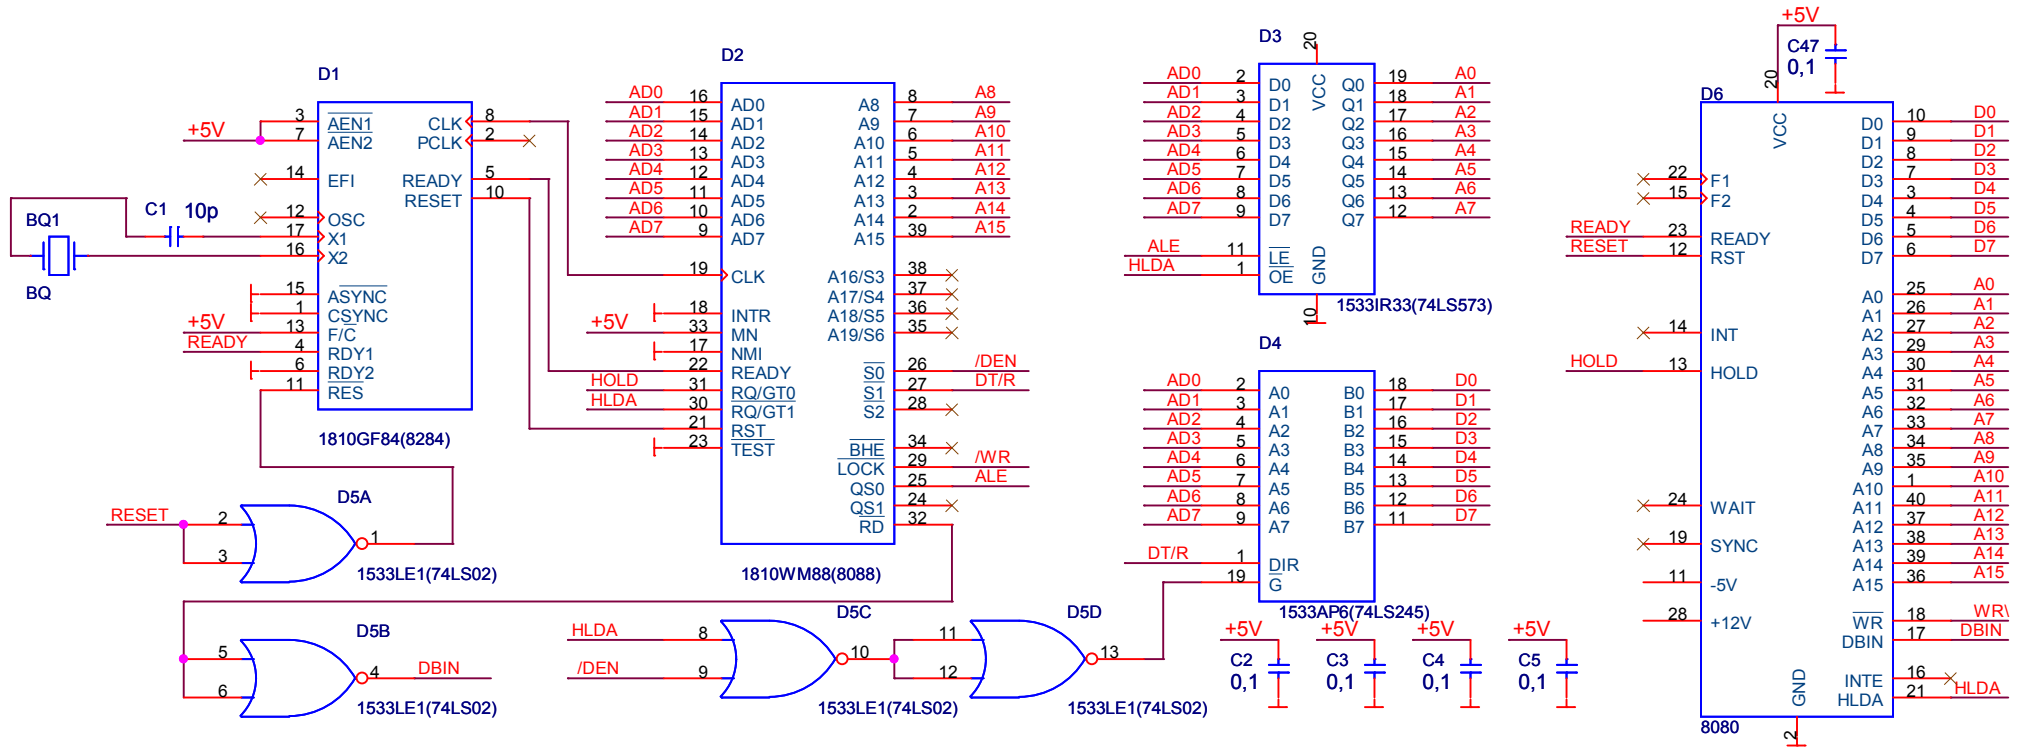 D1
+5V
3 AEN1 CLK 8
7 AEN2 PCLK 2
14 EFI READY 5
RESET 10
12 OSC
17 X1
16 X2
15 ASYNC
1 CSYNC
+5V 13 F/C
READY 4 RDY1
6 RDY2
11 RES
1810GF84(8284)
BQ1
BQ
C1 10p
RESET 2 D5A 1
3
1533LE1(74LS02)
5 D5B 4 DBIN
6
1533LE1(74LS02)
D2
AD0 16 AD0 A8 8 A8
AD1 15 AD1 A9 7 A9
AD2 14 AD2 A10 6 A10
AD3 13 AD3 A11 5 A11
AD4 12 AD4 A12 4 A12
AD5 11 AD5 A13 3 A13
AD6 10 AD6 A14 2 A14
AD7 9 AD7 A15 39 A15
19 CLK A16/S3 38
A17/S4 37
18 INTR A18/S5 36
+5V 33 MN A19/S6 35
17 NMI
22 READY S0 26 /DEN
HOLD 31 RQ/GT0 S1 27 DT/R
HLDA 30 RQ/GT1 S2 28
21 RST
23 TEST BHE 34
LOCK 29 /WR
QS0 25 ALE
QS1 24
RD 32
1810WM88(8088)
HLDA 8 D5C 10
/DEN 9
1533LE1(74LS02)
11 D5D 13
12
1533LE1(74LS02)
D3
20 VCC
AD0 2 D0 Q0 19 A0
AD1 3 D1 Q1 18 A1
AD2 4 D2 Q2 17 A2
AD3 5 D3 Q3 16 A3
AD4 6 D4 Q4 15 A4
AD5 7 D5 Q5 14 A5
AD6 8 D6 Q6 13 A6
AD7 9 D7 Q7 12 A7
ALE 11 LE
HLDA 1 OE
GND 10
1533IR33(74LS573)
D4
AD0 2 A0 B0 18 D0
AD1 3 A1 B1 17 D1
AD2 4 A2 B2 16 D2
AD3 5 A3 B3 15 D3
AD4 6 A4 B4 14 D4
AD5 7 A5 B5 13 D5
AD6 8 A6 B6 12 D6
AD7 9 A7 B7 11 D7
DT/R 1 DIR
19 G
1533AP6(74LS245)
+5V +5V +5V +5V
C2 C3 C4 C5
0,1 0,1 0,1 0,1
+5V
C47
0,1
D6
20 VCC
D0 10 D0
D1 9 D1
D2 8 D2
22 F1 D3 7 D3
15 F2 D4 3 D4
D5 4 D5
READY 23 READY D6 5 D6
RESET 12 RST D7 6 D7
A0 25 A0
A1 26 A1
14 INT A2 27 A2
A3 29 A3
HOLD 13 HOLD A4 30 A4
A5 31 A5
A6 32 A6
A7 33 A7
A8 34 A8
A9 35 A9
A10 1 A10
24 WAIT A11 40 A11
A12 37 A12
19 SYNC A13 38 A13
A14 39 A14
11 -5V A15 36 A15
28 +12V WR 18 WR\
DBIN 17 DBIN
INTE 16
HLDA 21 HLDA
GND 2
8080